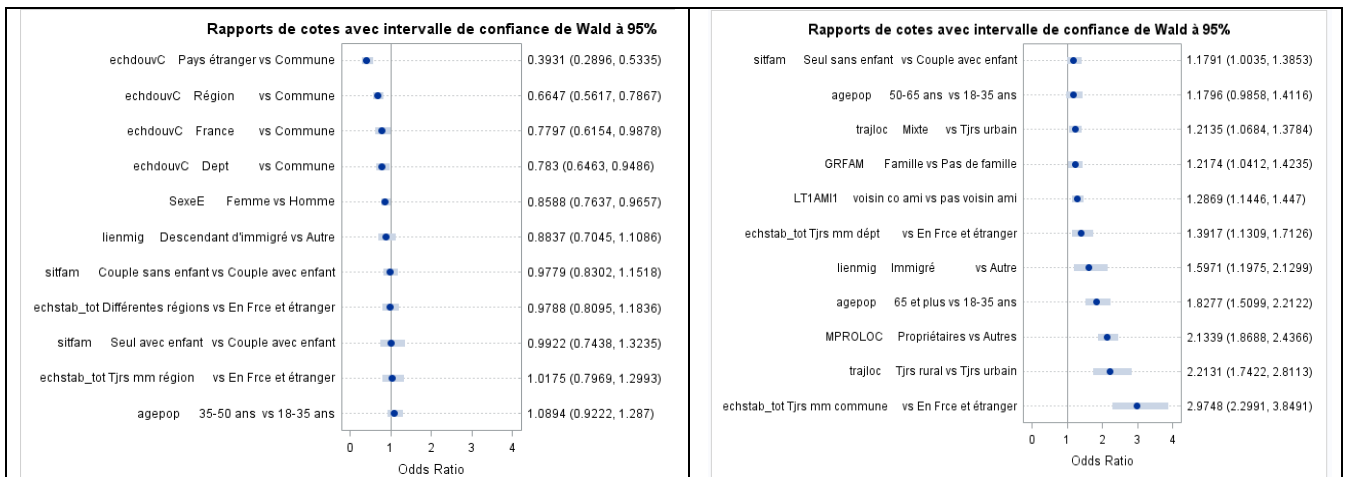 Rapports de cotes avec intervalle de confiance de Wald à 95%
echdouvC Pays étranger vs Commune 0.3931 (0.2896, 0.5335)
echdouvC Région vs Commune 0.6647 (0.5617, 0.7867)
echdouvC France vs Commune 0.7797 (0.6154, 0.9878)
echdouvC Dept vs Commune 0.783 (0.6463, 0.9486)
SexeE Femme vs Homme 0.8588 (0.7637, 0.9657)
lienmig Descendant d'immigré vs Autre 0.8837 (0.7045, 1.1086)
sitfam Couple sans enfant vs Couple avec enfant 0.9779 (0.8302, 1.1518)
echstab_tot Différentes régions vs En Frce et étranger 0.9788 (0.8095, 1.1836)
sitfam Seul avec enfant vs Couple avec enfant 0.9922 (0.7438, 1.3235)
echstab_tot Tjrs mm région vs En Frce et étranger 1.0175 (0.7969, 1.2993)
agepop 35-50 ans vs 18-35 ans 1.0894 (0.9222, 1.287)
0 1 2 3 4
Odds Ratio
Rapports de cotes avec intervalle de confiance de Wald à 95%
sitfam Seul sans enfant vs Couple avec enfant 1.1791 (1.0035, 1.3853)
agepop 50-65 ans vs 18-35 ans 1.1796 (0.9858, 1.4116)
trajloc Mixte vs Tjrs urbain 1.2135 (1.0684, 1.3784)
GRFAM Famille vs Pas de famille 1.2174 (1.0412, 1.4235)
LT1AMI1 voisin co ami vs pas voisin ami 1.2869 (1.1446, 1.447)
echstab_tot Tjrs mm dépt vs En Frce et étranger 1.3917 (1.1309, 1.7126)
lienmig Immigré vs Autre 1.5971 (1.1975, 2.1299)
agepop 65 et plus vs 18-35 ans 1.8277 (1.5099, 2.2122)
MPROLOC Propriétaires vs Autres 2.1339 (1.8688, 2.4366)
trajloc Tjrs rural vs Tjrs urbain 2.2131 (1.7422, 2.8113)
echstab_tot Tjrs mm commune vs En Frce et étranger 2.9748 (2.2991, 3.8491)
0 1 2 3 4
Odds Ratio